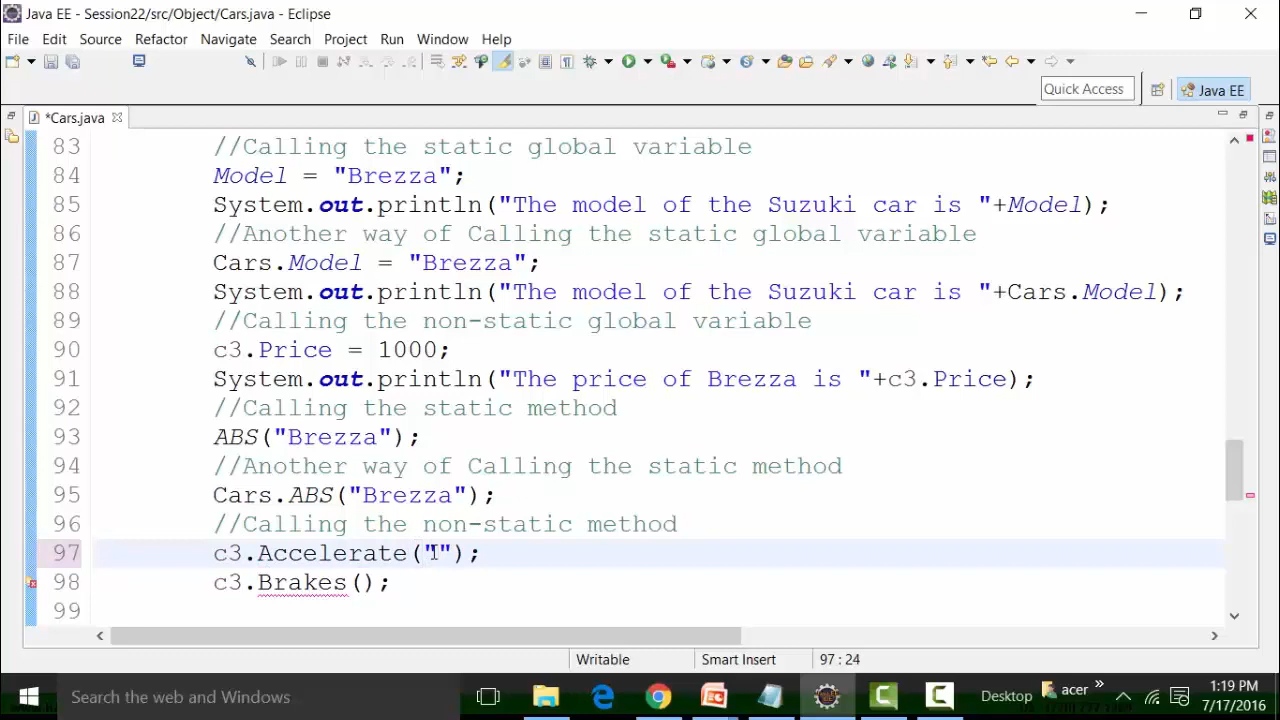 Java EE - Session22/src/Object/Cars.java - Eclipse
File Edit Source Refactor Navigate Search Project Run Window Help
Quick Access
Java EE
*Cars.java
83 //Calling the static global variable
84 Model = "Brezza";
85 System.out.println("The model of the Suzuki car is "+Model);
86 //Another way of Calling the static global variable
87 Cars.Model = "Brezza";
88 System.out.println("The model of the Suzuki car is "+Cars.Model);
89 //Calling the non-static global variable
90 c3.Price = 1000;
91 System.out.println("The price of Brezza is "+c3.Price);
92 //Calling the static method
93 ABS("Brezza");
94 //Another way of Calling the static method
95 Cars.ABS("Brezza");
96 //Calling the non-static method
97 c3.Accelerate("");
98 c3.Brakes();
99
Writable Smart Insert 97 : 24
Search the web and Windows
Desktop
acer
1:19 PM
7/17/2016